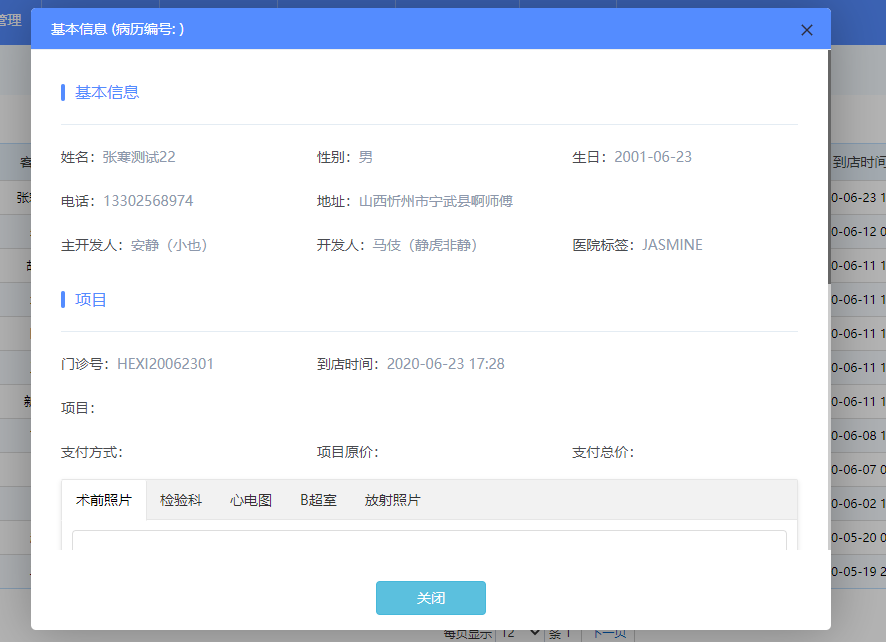 管理
基本信息 (病历编号: )
基本信息
姓名：张寒测试22 性别：男 生日：2001-06-23
电话：13302568974 地址：山西忻州市宁武县啊师傅
主开发人：安静（小也） 开发人：马伎（静虎非静） 医院标签：JASMINE
项目
门诊号：HEXI20062301 到店时间：2020-06-23 17:28
项目：
支付方式： 项目原价： 支付总价：
术前照片 检验科 心电图 B超室 放射照片
关闭
到店时间
0-06-23 1
0-06-12 0
0-06-11 1
0-06-11 1
0-06-11 1
0-06-11 1
0-06-11 1
0-06-08 1
0-06-07 0
0-06-02 1
0-05-20 0
0-05-19 2
每页显示 12 条 1 下一页